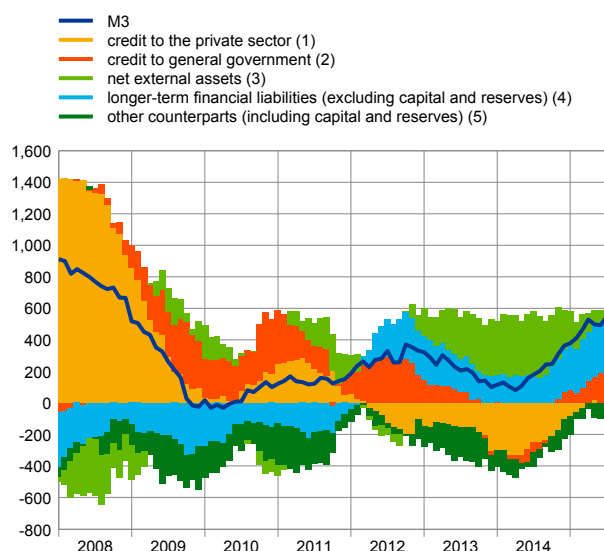 M3
credit to the private sector (1)
credit to general government (2)
net external assets (3)
longer-term financial liabilities (excluding capital and reserves) (4)
other counterparts (including capital and reserves) (5)
1,600
1,400
1,200
1,000
800
600
400
200
0
-200
-400
-600
-800
2008 2009 2010 2011 2012 2013 2014